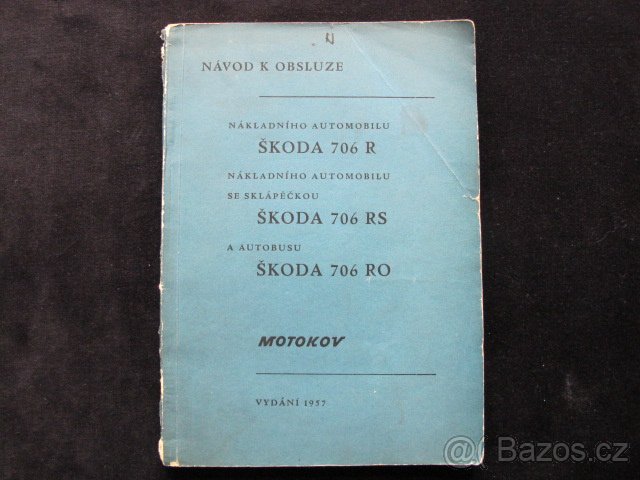 NÁVOD K OBSLUZE
NÁKLADNÍHO AUTOMOBILU
ŠKODA 706 R
NÁKLADNÍHO AUTOMOBILU
SE SKLÁPĚČKOU
ŠKODA 706 RS
A AUTOBUSU
ŠKODA 706 RO
MOTOKOV
VYDÁNÍ 1957
Bazos.cz